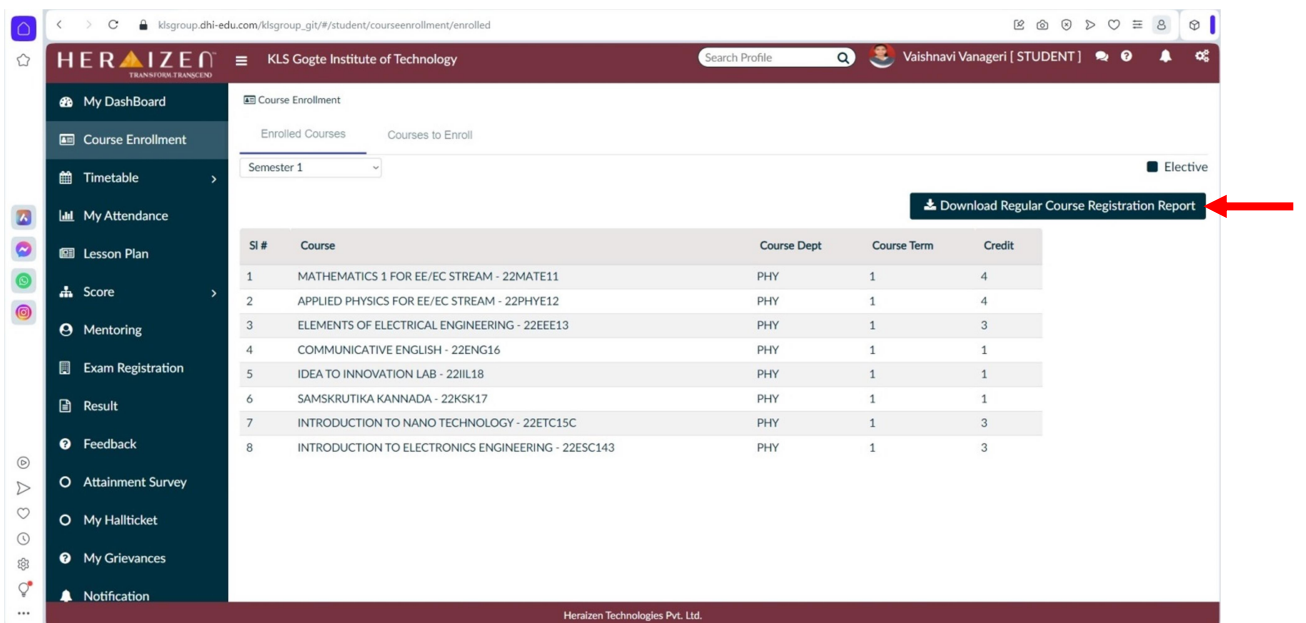 klsgroup.dhi-edu.com/klsgroup_git/#/student/courseenrollment/enrolled
HERAIZEN
TRANSFORM.TRANSCEND
KLS Gogte Institute of Technology
Search Profile
Vaishnavi Vanageri [ STUDENT ]
My DashBoard
Course Enrollment
Timetable
My Attendance
Lesson Plan
Score
Mentoring
Exam Registration
Result
Feedback
Attainment Survey
My Hallticket
My Grievances
Notification
Course Enrollment
Enrolled Courses Courses to Enroll
Semester 1
Elective
Download Regular Course Registration Report
Sl # Course Course Dept Course Term Credit
1 MATHEMATICS 1 FOR EE/EC STREAM - 22MATE11 PHY 1 4
2 APPLIED PHYSICS FOR EE/EC STREAM - 22PHYE12 PHY 1 4
3 ELEMENTS OF ELECTRICAL ENGINEERING - 22EEE13 PHY 1 3
4 COMMUNICATIVE ENGLISH - 22ENG16 PHY 1 1
5 IDEA TO INNOVATION LAB - 22IIL18 PHY 1 1
6 SAMSKRUTIKA KANNADA - 22KSK17 PHY 1 1
7 INTRODUCTION TO NANO TECHNOLOGY - 22ETC15C PHY 1 3
8 INTRODUCTION TO ELECTRONICS ENGINEERING - 22ESC143 PHY 1 3
Heraizen Technologies Pvt. Ltd.